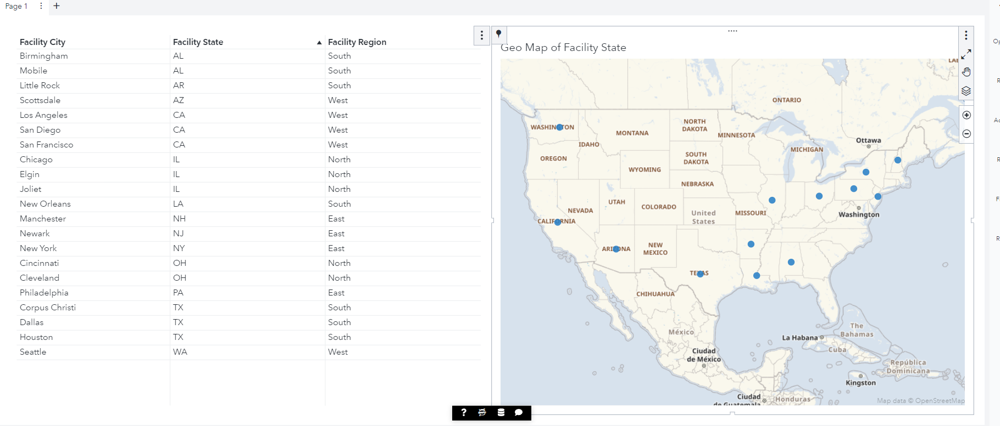 Page 1
Facility City Facility State Facility Region
Birmingham AL South
Mobile AL South
Little Rock AR South
Scottsdale AZ West
Los Angeles CA West
San Diego CA West
San Francisco CA West
Chicago IL North
Elgin IL North
Joliet IL North
New Orleans LA South
Manchester NH East
Newark NJ East
New York NY East
Cincinnati OH North
Cleveland OH North
Philadelphia PA East
Corpus Christi TX South
Dallas TX South
Houston TX South
Seattle WA West
Geo Map of Facility State
ONTARIO
WASHINGTON
MONTANA
NORTH
DAKOTA
MINNESOTA
MICHIGAN
Ottawa
IDAHO
OREGON
SOUTH
DAKOTA
WYOMING
NEBRASKA
UTAH
COLORADO
NEVADA
United
States
MISSOURI
Washington
CALIFORNIA
ARIZONA
NEW
MEXICO
TEXAS
CHIHUAHUA
México
La Habana
The
Bahamas
Cuba
Ciudad
de México
República
Dominicana
Kingston
Ciudad
de Guatemala
Honduras
Map data © OpenStreetMap
?